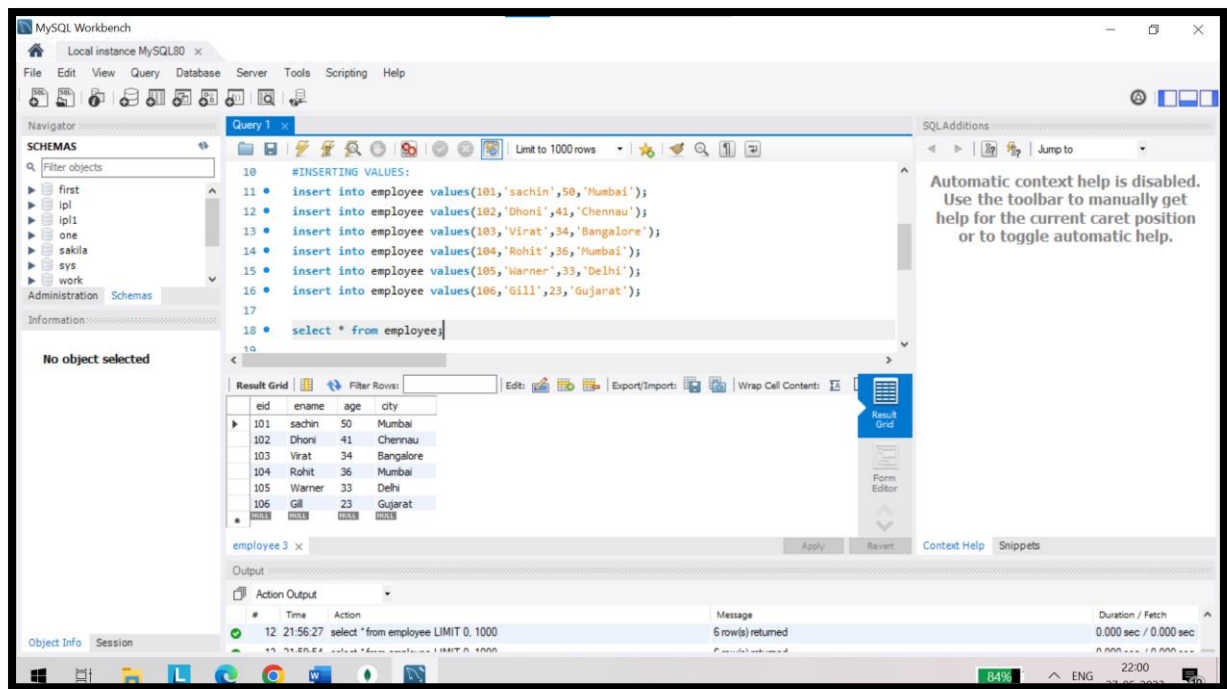 MySQL Workbench
Local instance MySQL80 ×
File Edit View Query Database Server Tools Scripting Help
Navigator
SCHEMAS
Filter objects
first
ipl
ipl1
one
sakila
sys
work
Administration Schemas
Information
No object selected
Object Info Session
Query 1 ×
Limit to 1000 rows
10 #INSERTING VALUES:
11 insert into employee values(101,'sachin',50,'Mumbai');
12 insert into employee values(102,'Dhoni',41,'Chennau');
13 insert into employee values(103,'Virat',34,'Bangalore');
14 insert into employee values(104,'Rohit',36,'Mumbai');
15 insert into employee values(105,'Warner',33,'Delhi');
16 insert into employee values(106,'Gill',23,'Gujarat');
17
18 select * from employee;
19
Result Grid Filter Rows: Edit: Export/Import: Wrap Cell Content:
eid ename age city
101 sachin 50 Mumbai
102 Dhoni 41 Chennau
103 Virat 34 Bangalore
104 Rohit 36 Mumbai
105 Warner 33 Delhi
106 Gill 23 Gujarat
NULL NULL NULL NULL
Result
Grid
Form
Editor
employee 3 × Apply Revert
SQLAdditions
Jump to
Automatic context help is disabled.
Use the toolbar to manually get
help for the current caret position
or to toggle automatic help.
Context Help Snippets
Output
Action Output
# Time Action Message Duration / Fetch
12 21:56:27 select * from employee LIMIT 0, 1000 6 row(s) returned 0.000 sec / 0.000 sec
84% ENG 22:00